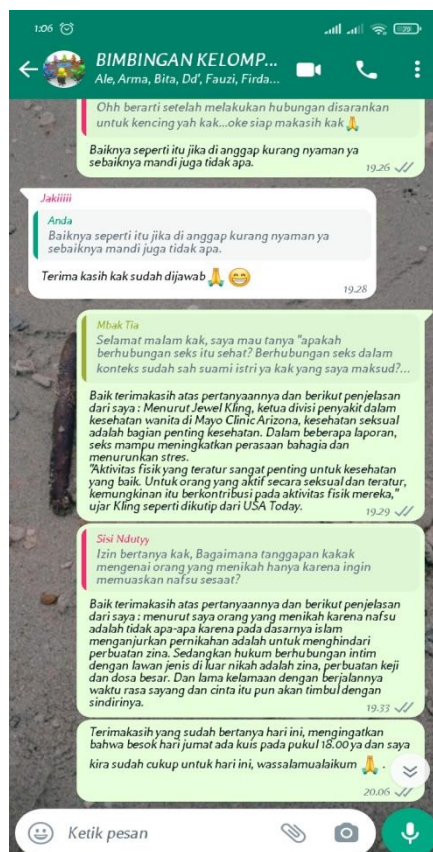 1:06
29
BIMBINGAN KELOMP...
Ale, Arma, Bita, Dd', Fauzi, Firda...
Ohh berarti setelah melakukan hubungan disarankan
untuk kencing yah kak...oke siap makasih kak🙏
Baiknya seperti itu jika di anggap kurang nyaman ya
sebaiknya mandi juga tidak apa.
19.26
Jakiiiii
Anda
Baiknya seperti itu jika di anggap kurang nyaman ya
sebaiknya mandi juga tidak apa.
Terima kasih kak sudah dijawab🙏😁
19.28
Mbak Tia
Selamat malam kak, saya mau tanya "apakah
berhubungan seks itu sehat? Berhubungan seks dalam
konteks sudah sah suami istri ya kak yang saya maksud?...
Baik terimakasih atas pertanyaannya dan berikut penjelasan
dari saya : Menurut Jewel Kling, ketua divisi penyakit dalam
kesehatan wanita di Mayo Clinic Arizona, kesehatan seksual
adalah bagian penting kesehatan. Dalam beberapa laporan,
seks mampu meningkatkan perasaan bahagia dan
menurunkan stres.
"Aktivitas fisik yang teratur sangat penting untuk kesehatan
yang baik. Untuk orang yang aktif secara seksual dan teratur,
kemungkinan itu berkontribusi pada aktivitas fisik mereka,"
ujar Kling seperti dikutip dari USA Today.
19.29
Sisi Ndutyy
Izin bertanya kak, Bagaimana tanggapan kakak
mengenai orang yang menikah hanya karena ingin
memuaskan nafsu sesaat?
Baik terimakasih atas pertanyaannya dan berikut penjelasan
dari saya : menurut saya orang yang menikah karena nafsu
adalah tidak apa-apa karena pada dasarnya islam
menganjurkan pernikahan adalah untuk menghindari
perbuatan zina. Sedangkan hukum berhubungan intim
dengan lawan jenis di luar nikah adalah zina, perbuatan keji
dan dosa besar. Dan lama kelamaan dengan berjalannya
waktu rasa sayang dan cinta itu pun akan timbul dengan
sindirinya.
19.33
Terimakasih yang sudah bertanya hari ini, mengingatkan
bahwa besok hari jumat ada kuis pada pukul 18.00 ya dan saya
kira sudah cukup untuk hari ini, wassalamualaikum 🙏 .
20.06
Ketik pesan